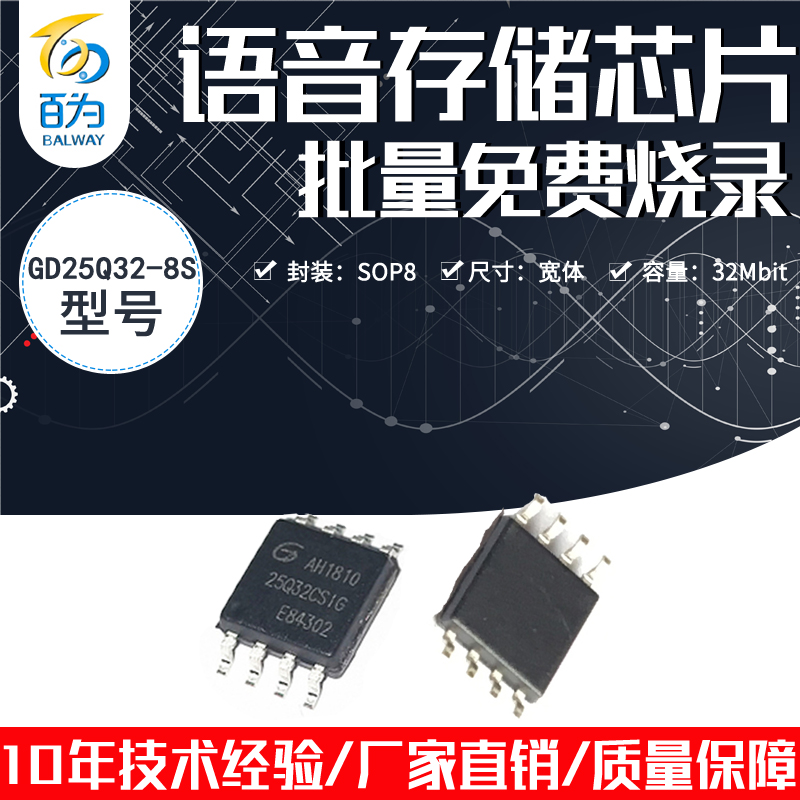 百为
BALWAY
语音存储芯片
批量免费烧录
GD25Q32-8S
型号
封装：SOP8 尺寸：宽体 容量：32Mbit
AH1810
25Q32CSIG
E84302
10年技术经验/厂家直销/质量保障